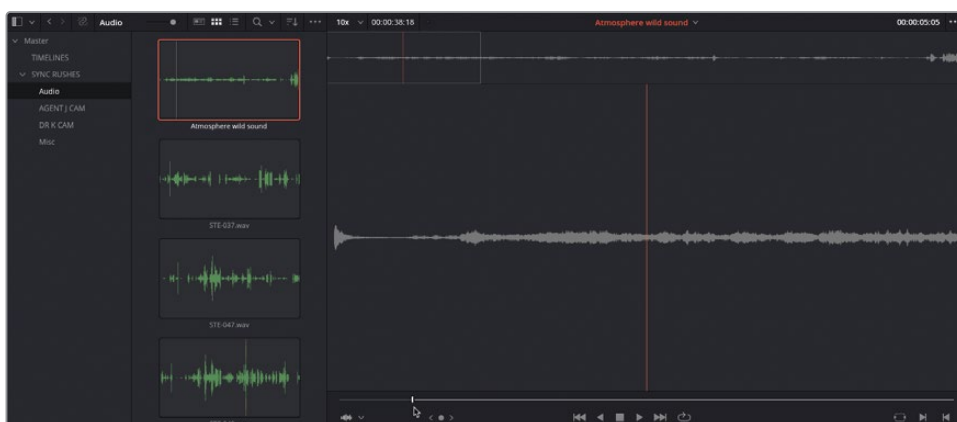 Audio
10x
00:00:38:18
Atmosphere wild sound
00:00:05:05
Master
TIMELINES
SYNC RUSHES
Audio
AGENT J CAM
DR K CAM
Misc
Atmosphere wild sound
STE-037.wav
STE-047.wav